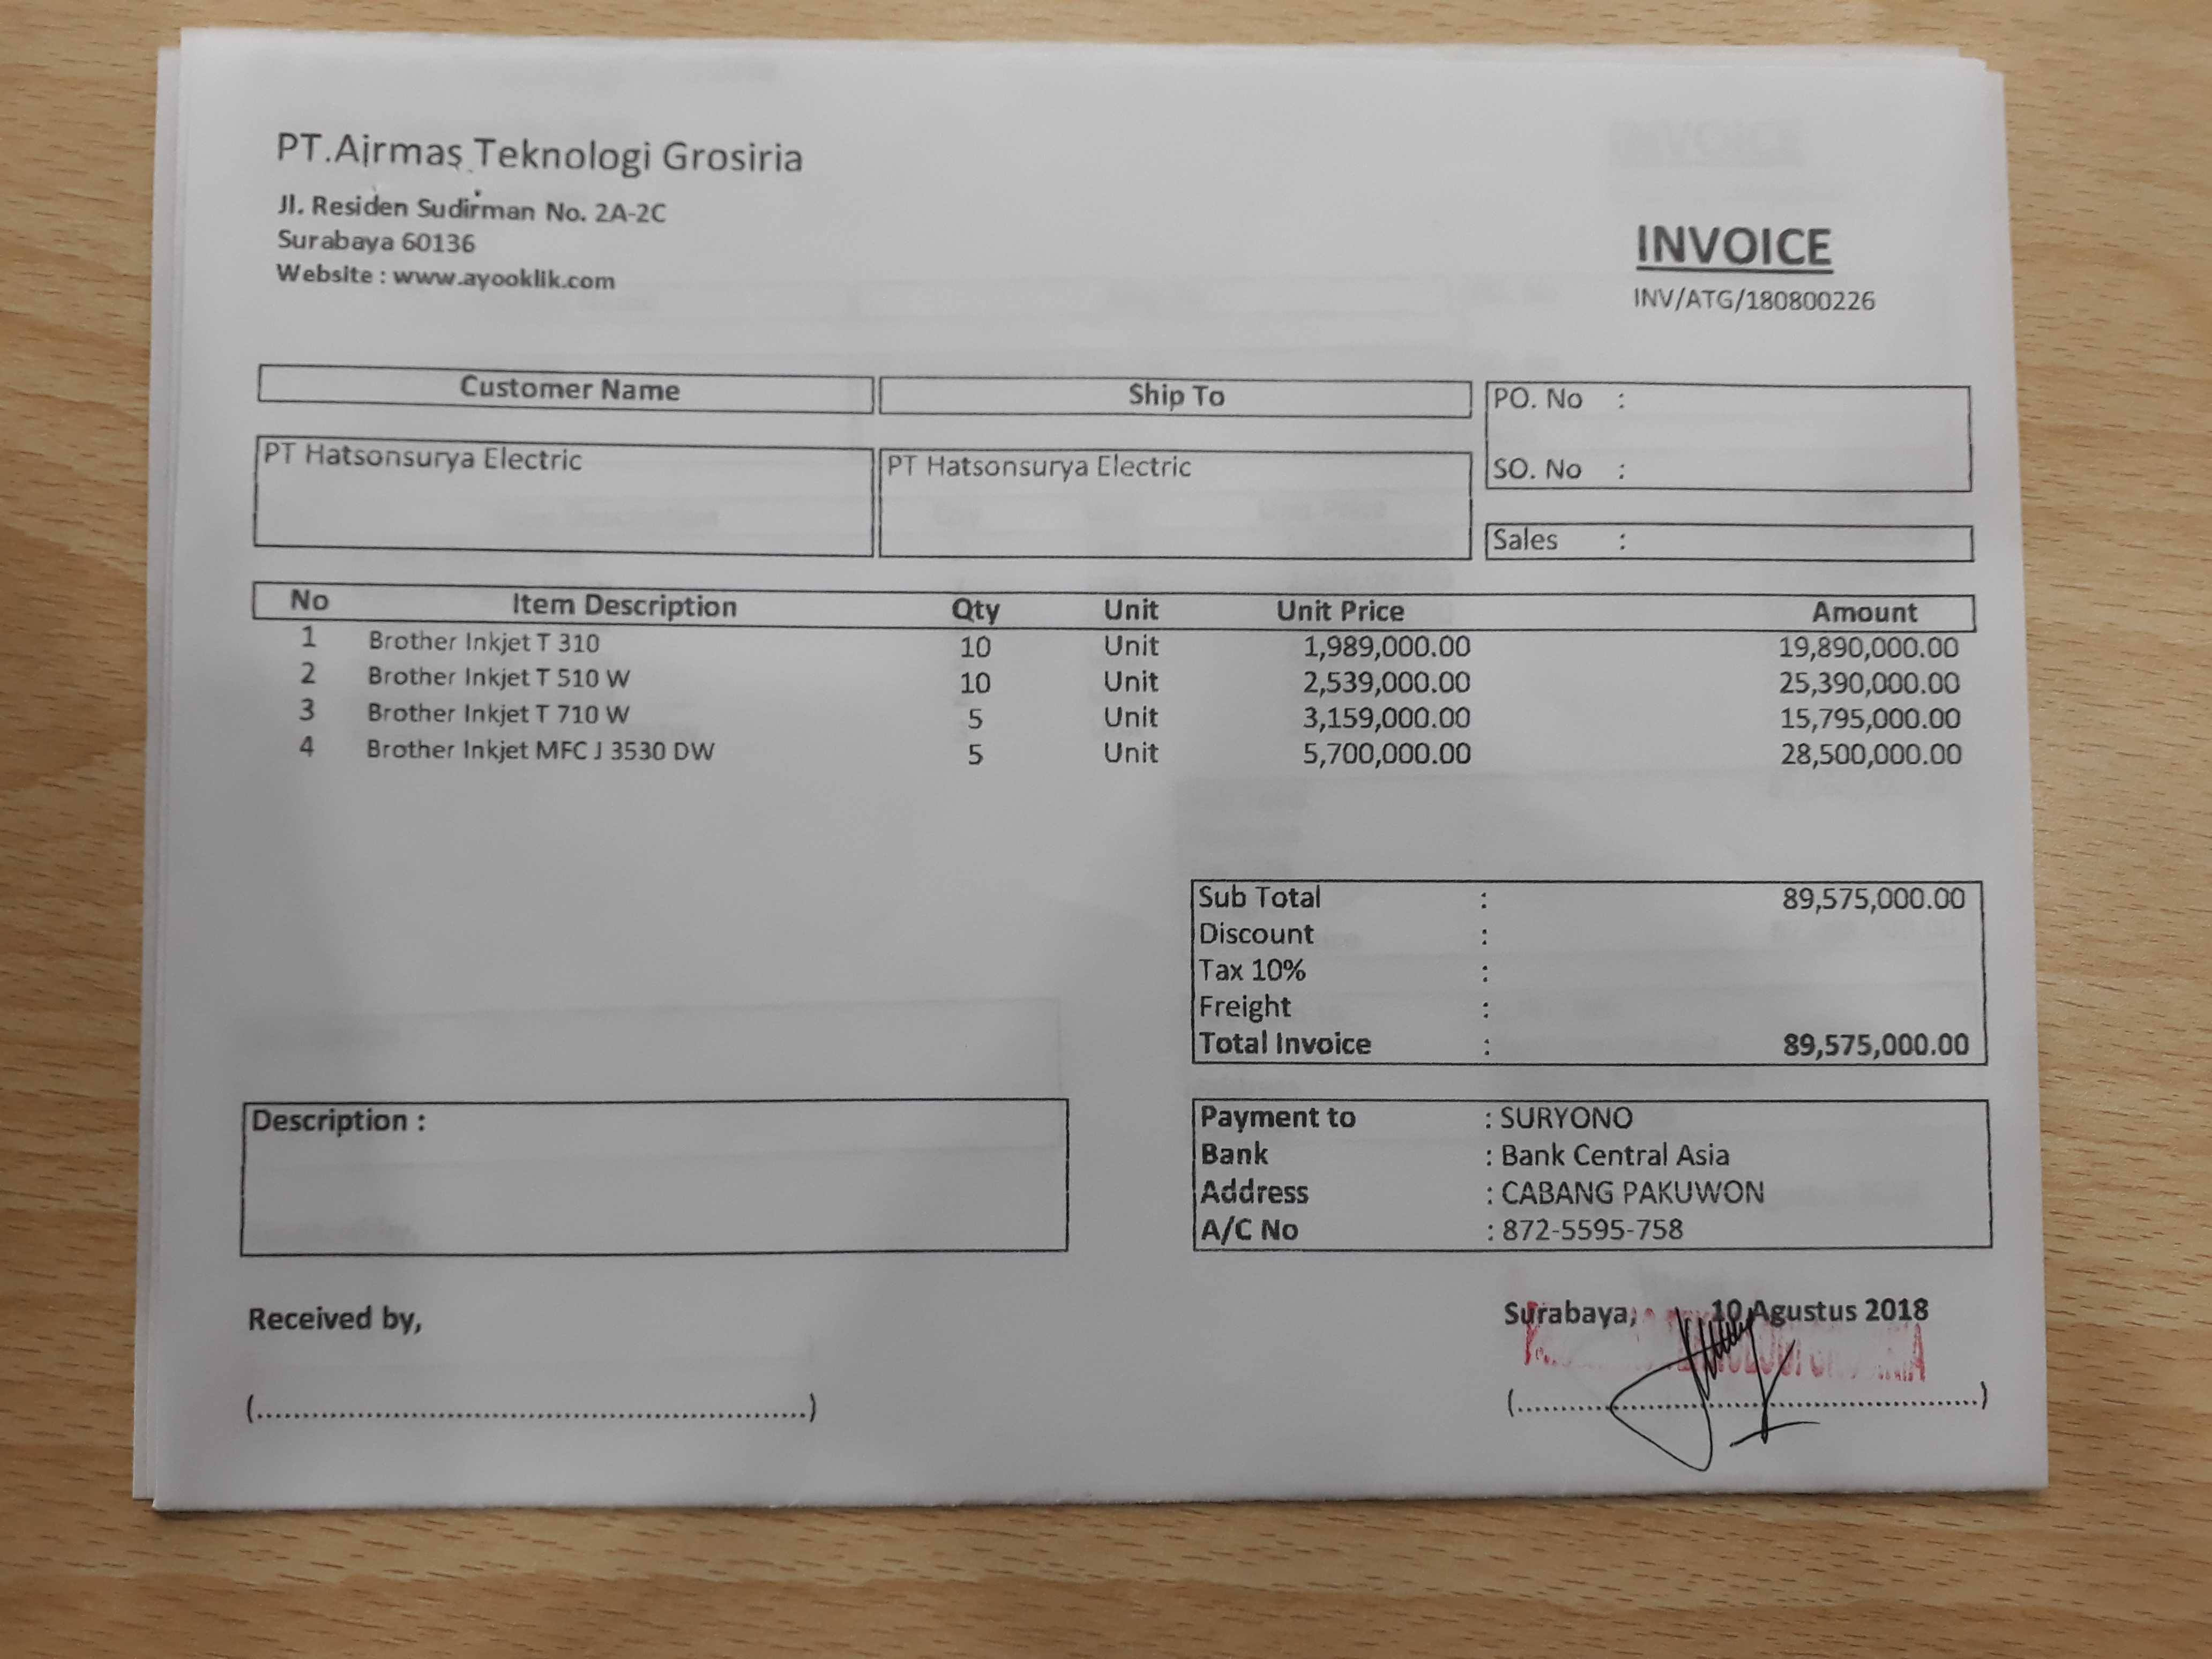 PT.Airmas Teknologi Grosiria
Jl. Residen Sudirman No. 2A-2C
Surabaya 60136
Website : www.ayooklik.com
INVOICE
INV/ATG/180800226
Customer Name Ship To PO. No :
PT Hatsonsurya Electric PT Hatsonsurya Electric SO. No :
Sales :
No Item Description Qty Unit Unit Price Amount
1 Brother Inkjet T 310 10 Unit 1,989,000.00 19,890,000.00
2 Brother Inkjet T 510 W 10 Unit 2,539,000.00 25,390,000.00
3 Brother Inkjet T 710 W 5 Unit 3,159,000.00 15,795,000.00
4 Brother Inkjet MFC J 3530 DW 5 Unit 5,700,000.00 28,500,000.00
Sub Total : 89,575,000.00
Discount :
Tax 10% :
Freight :
Total Invoice : 89,575,000.00
Description :
Payment to : SURYONO
Bank : Bank Central Asia
Address : CABANG PAKUWON
A/C No : 872-5595-758
Received by,
Surabaya, 10 Agustus 2018
(....................................................) (....................................................)